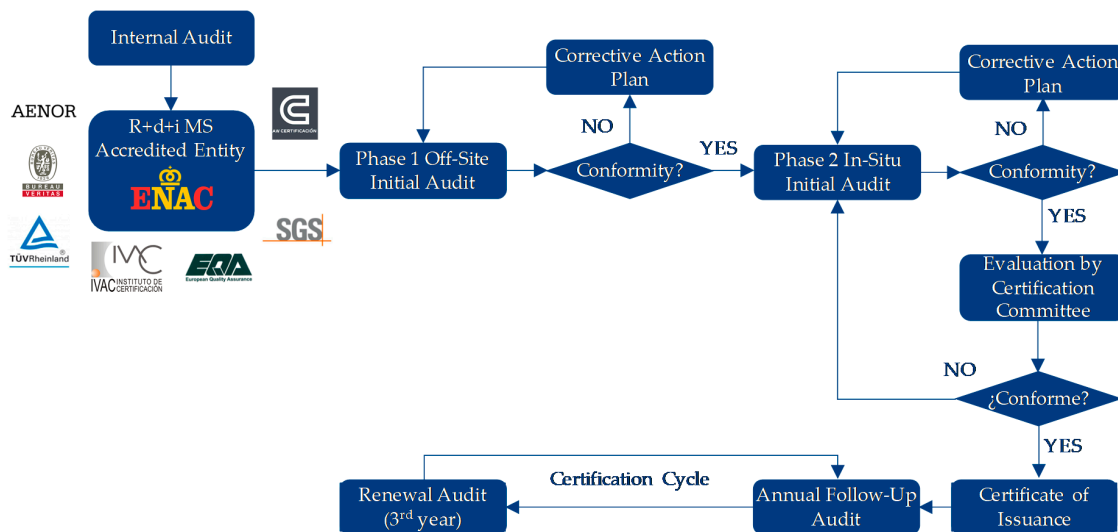 Internal Audit
AENOR
BUREAU
VERITAS
TÜVRheinland®
IVAC
IVAC INSTITUTO DE
CERTIFICACIÓN
EQA
European Quality Assurance
SGS
AW CERTIFICACIÓN
R+d+i MS
Accredited Entity
ENAC
Phase 1 Off-Site
Initial Audit
Corrective Action
Plan
NO
Conformity?
YES
Phase 2 In-Situ
Initial Audit
Corrective Action
Plan
NO
Conformity?
YES
Evaluation by
Certification
Committee
NO
¿Conforme?
YES
Certificate of
Issuance
Annual Follow-Up
Audit
Certification Cycle
Renewal Audit
(3rd year)